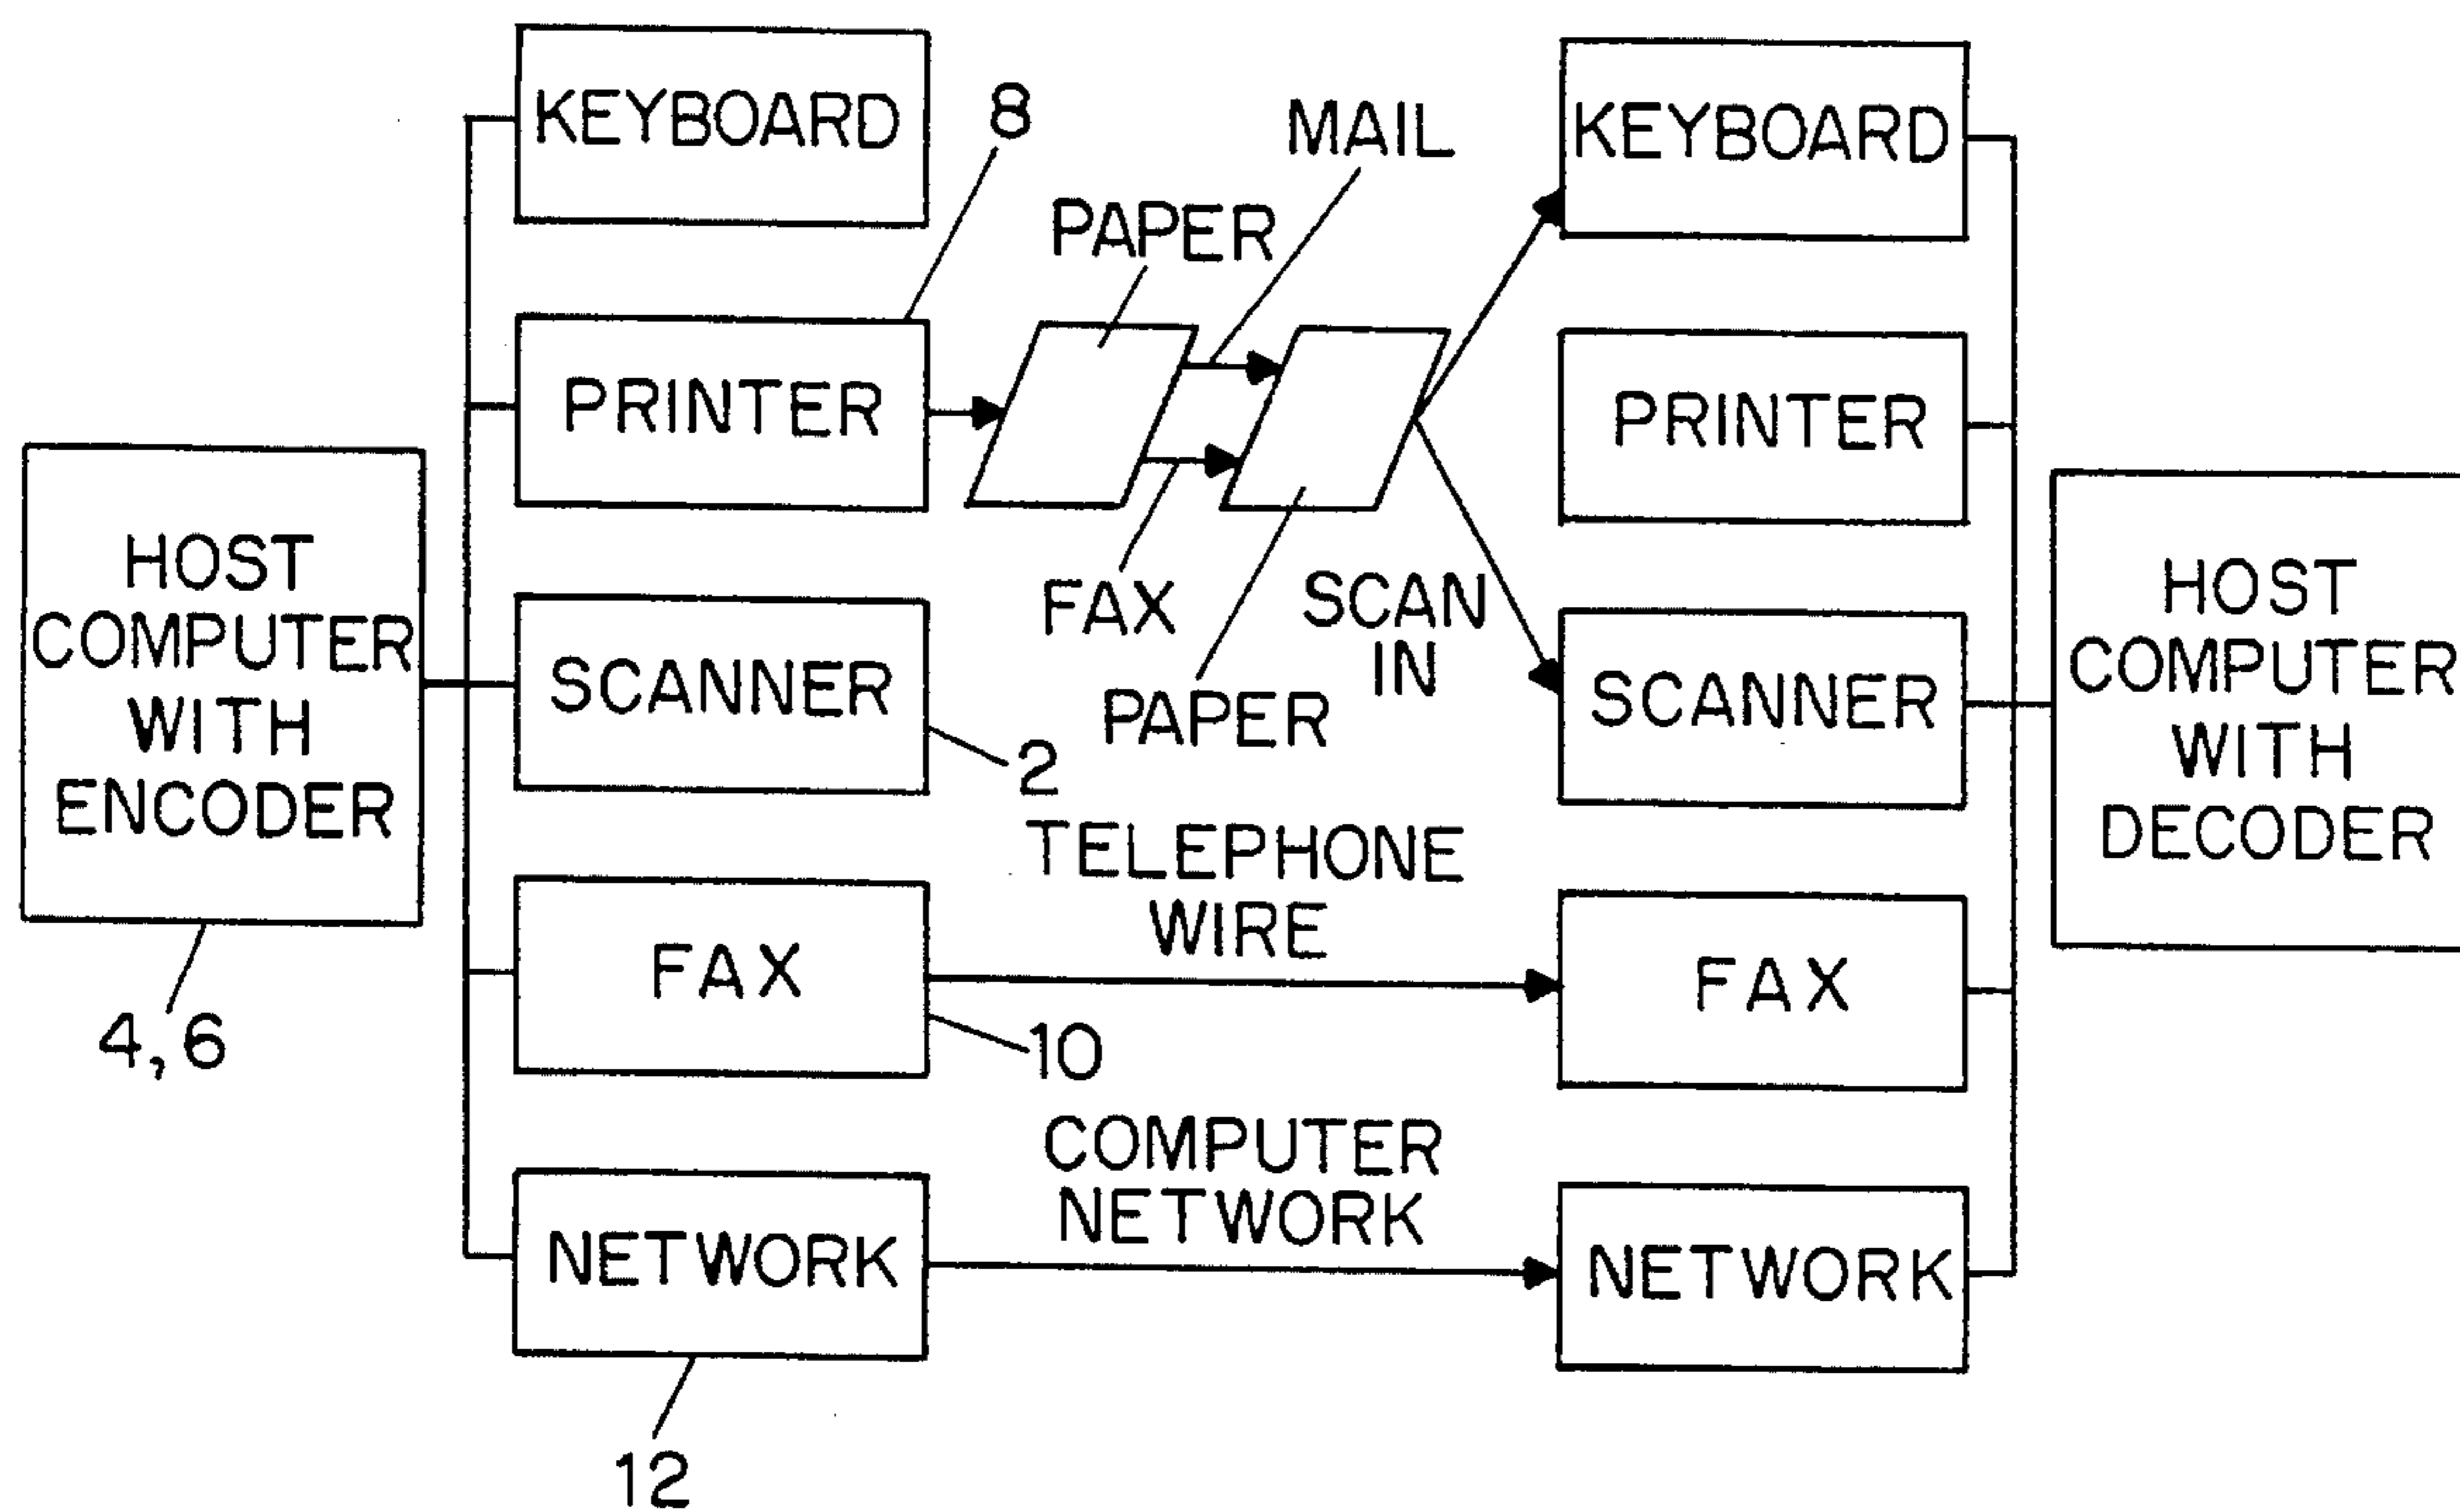 KEYBOARD
8
MAIL
KEYBOARD
PAPER
PRINTER
PRINTER
HOST
COMPUTER
WITH
ENCODER
FAX
SCAN
IN
HOST
COMPUTER
WITH
DECODER
SCANNER
PAPER
SCANNER
2
TELEPHONE
WIRE
FAX
FAX
4,6
10
COMPUTER
NETWORK
NETWORK
NETWORK
12